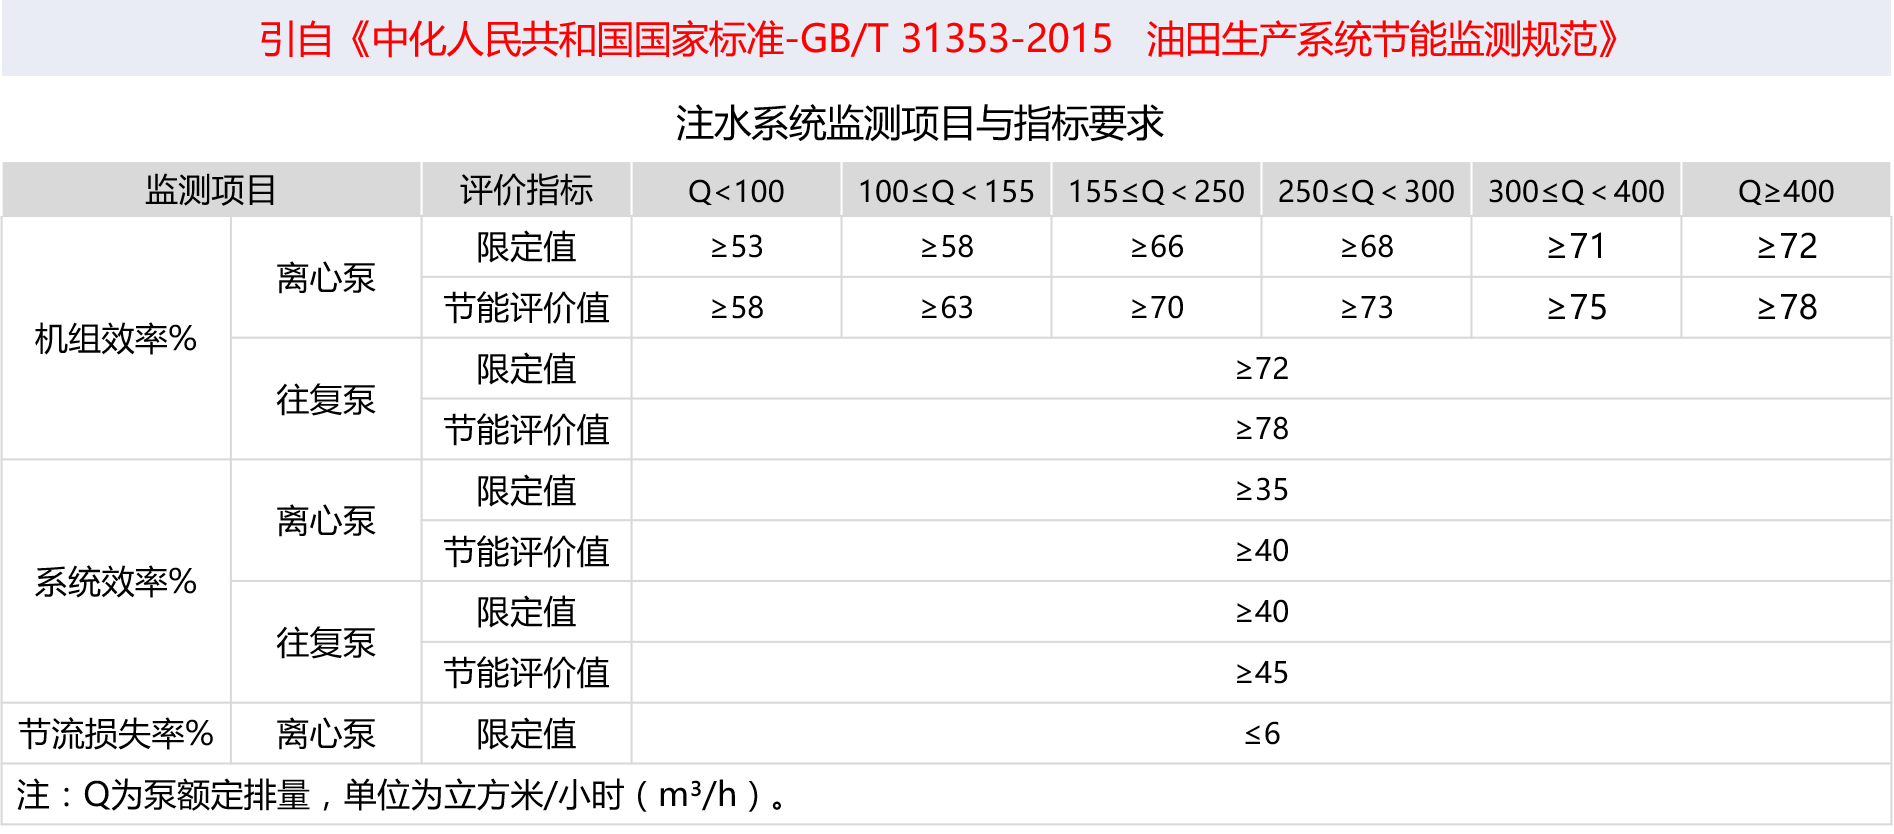 引自《中化人民共和国国家标准-GB/T 31353-2015 油田生产系统节能监测规范》
注水系统监测项目与指标要求
监测项目 评价指标 Q<100 100≤Q＜155 155≤Q＜250 250≤Q＜300 300≤Q＜400 Q≥400
机组效率% 离心泵 限定值 ≥53 ≥58 ≥66 ≥68 ≥71 ≥72
节能评价值 ≥58 ≥63 ≥70 ≥73 ≥75 ≥78
往复泵 限定值 ≥72
节能评价值 ≥78
系统效率% 离心泵 限定值 ≥35
节能评价值 ≥40
往复泵 限定值 ≥40
节能评价值 ≥45
节流损失率% 离心泵 限定值 ≤6
注：Q为泵额定排量，单位为立方米/小时（m³/h）。